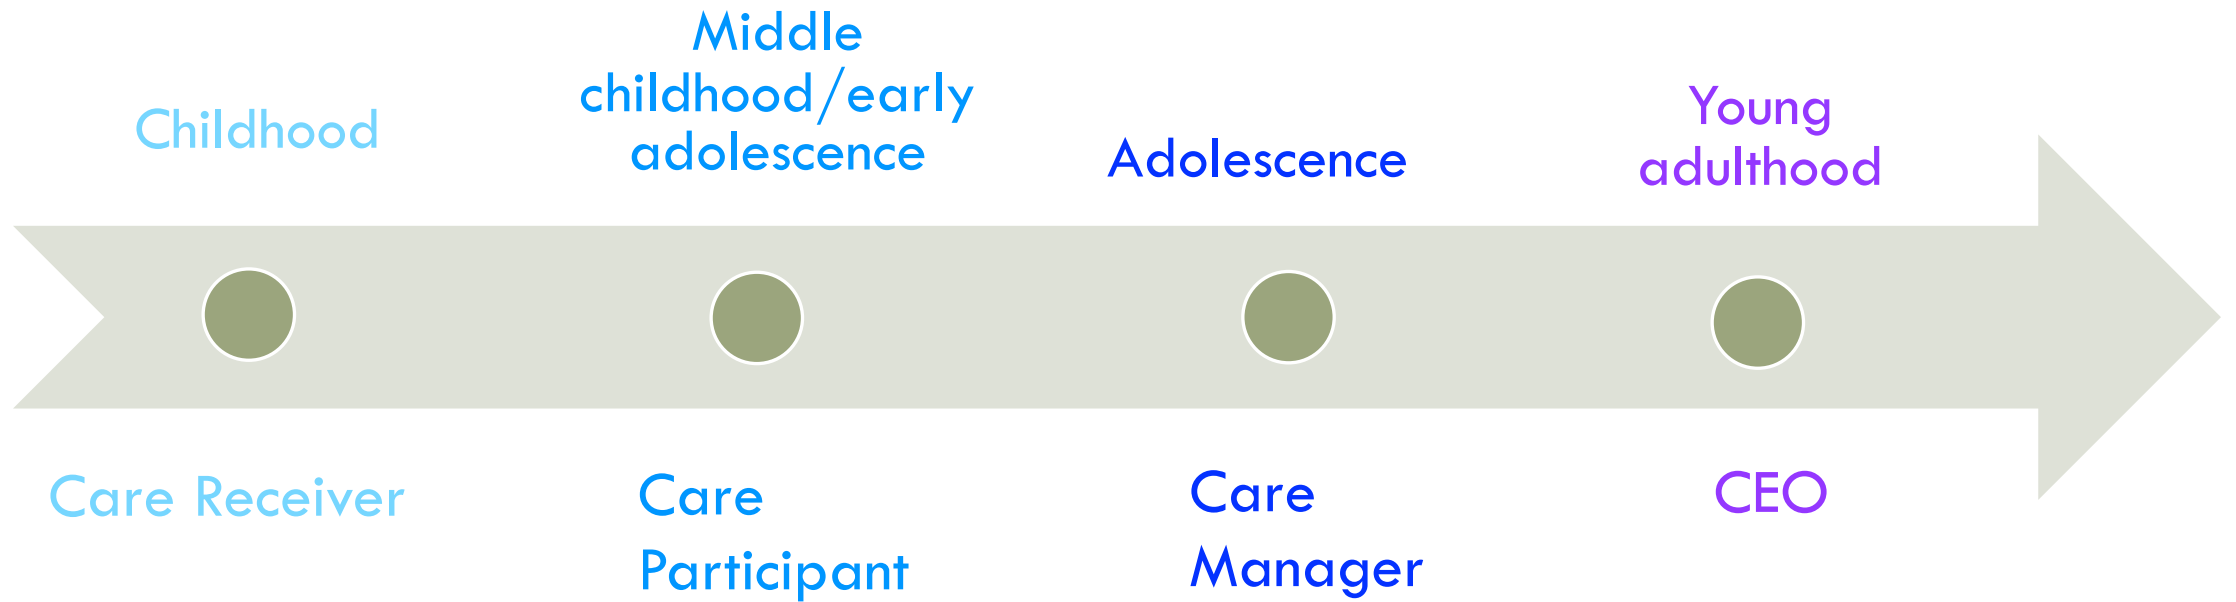 Childhood
Middle
childhood/early
adolescence
Adolescence
Young
adulthood
Care Receiver
Care
Participant
Care
Manager
CEO